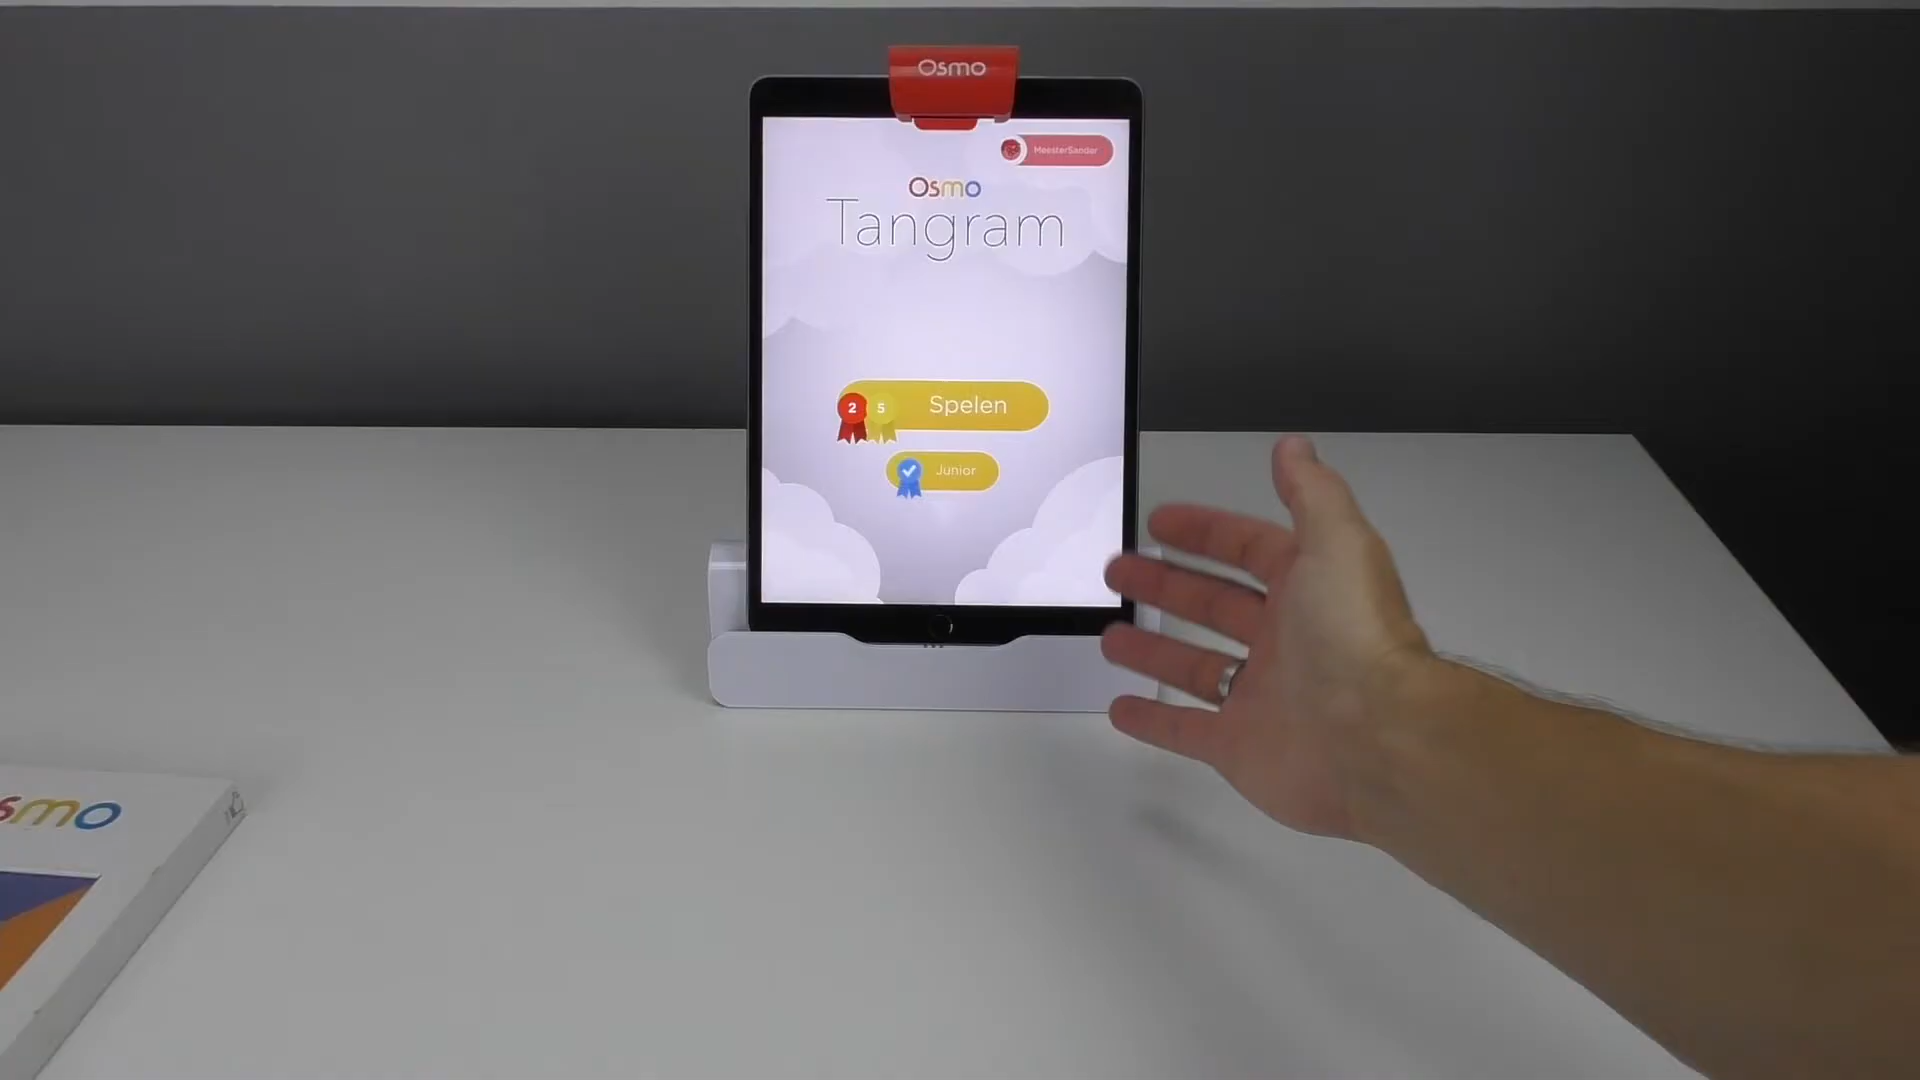 Osmo
MeesterSander
Osmo
Tangram
2 5 Spelen
Junior
smo